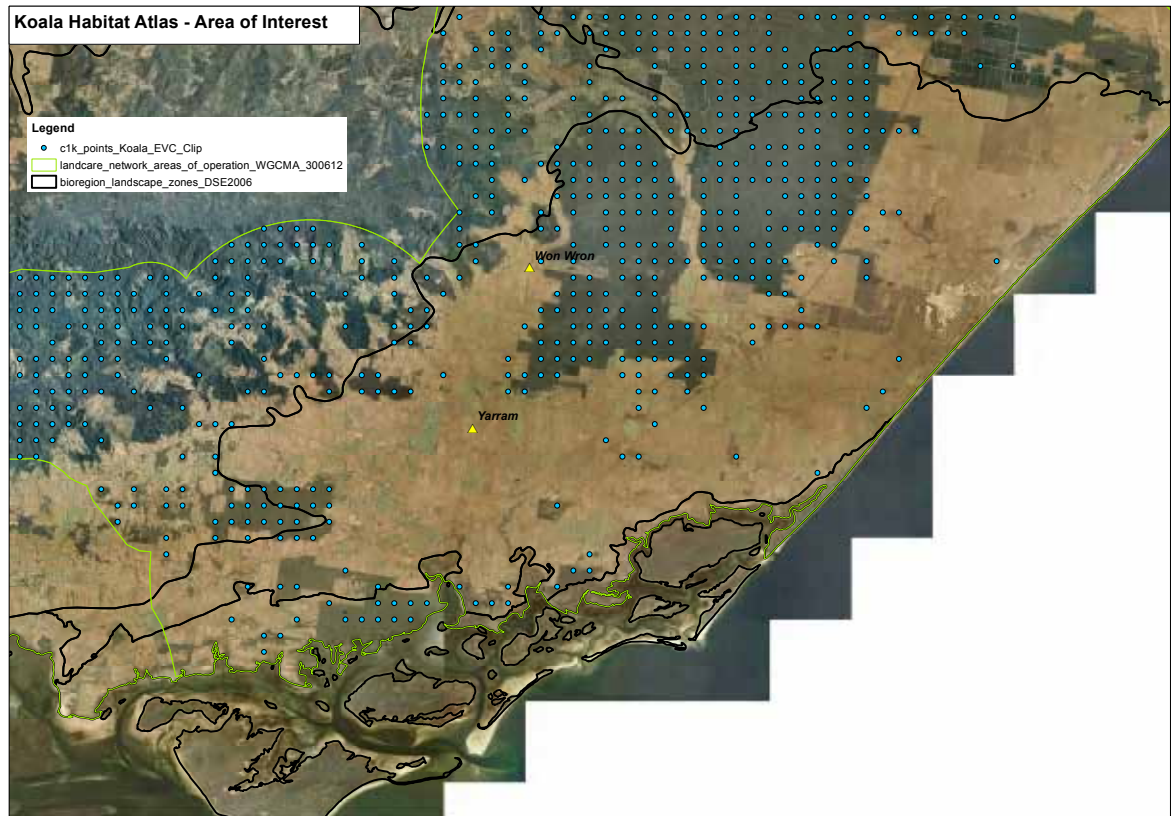 Koala Habitat Atlas - Area of Interest
Legend
c1k_points_Koala_EVC_Clip
landcare_network_areas_of_operation_WGCMA_300612
bioregion_landscape_zones_DSE2006
Won Wron
Yarram